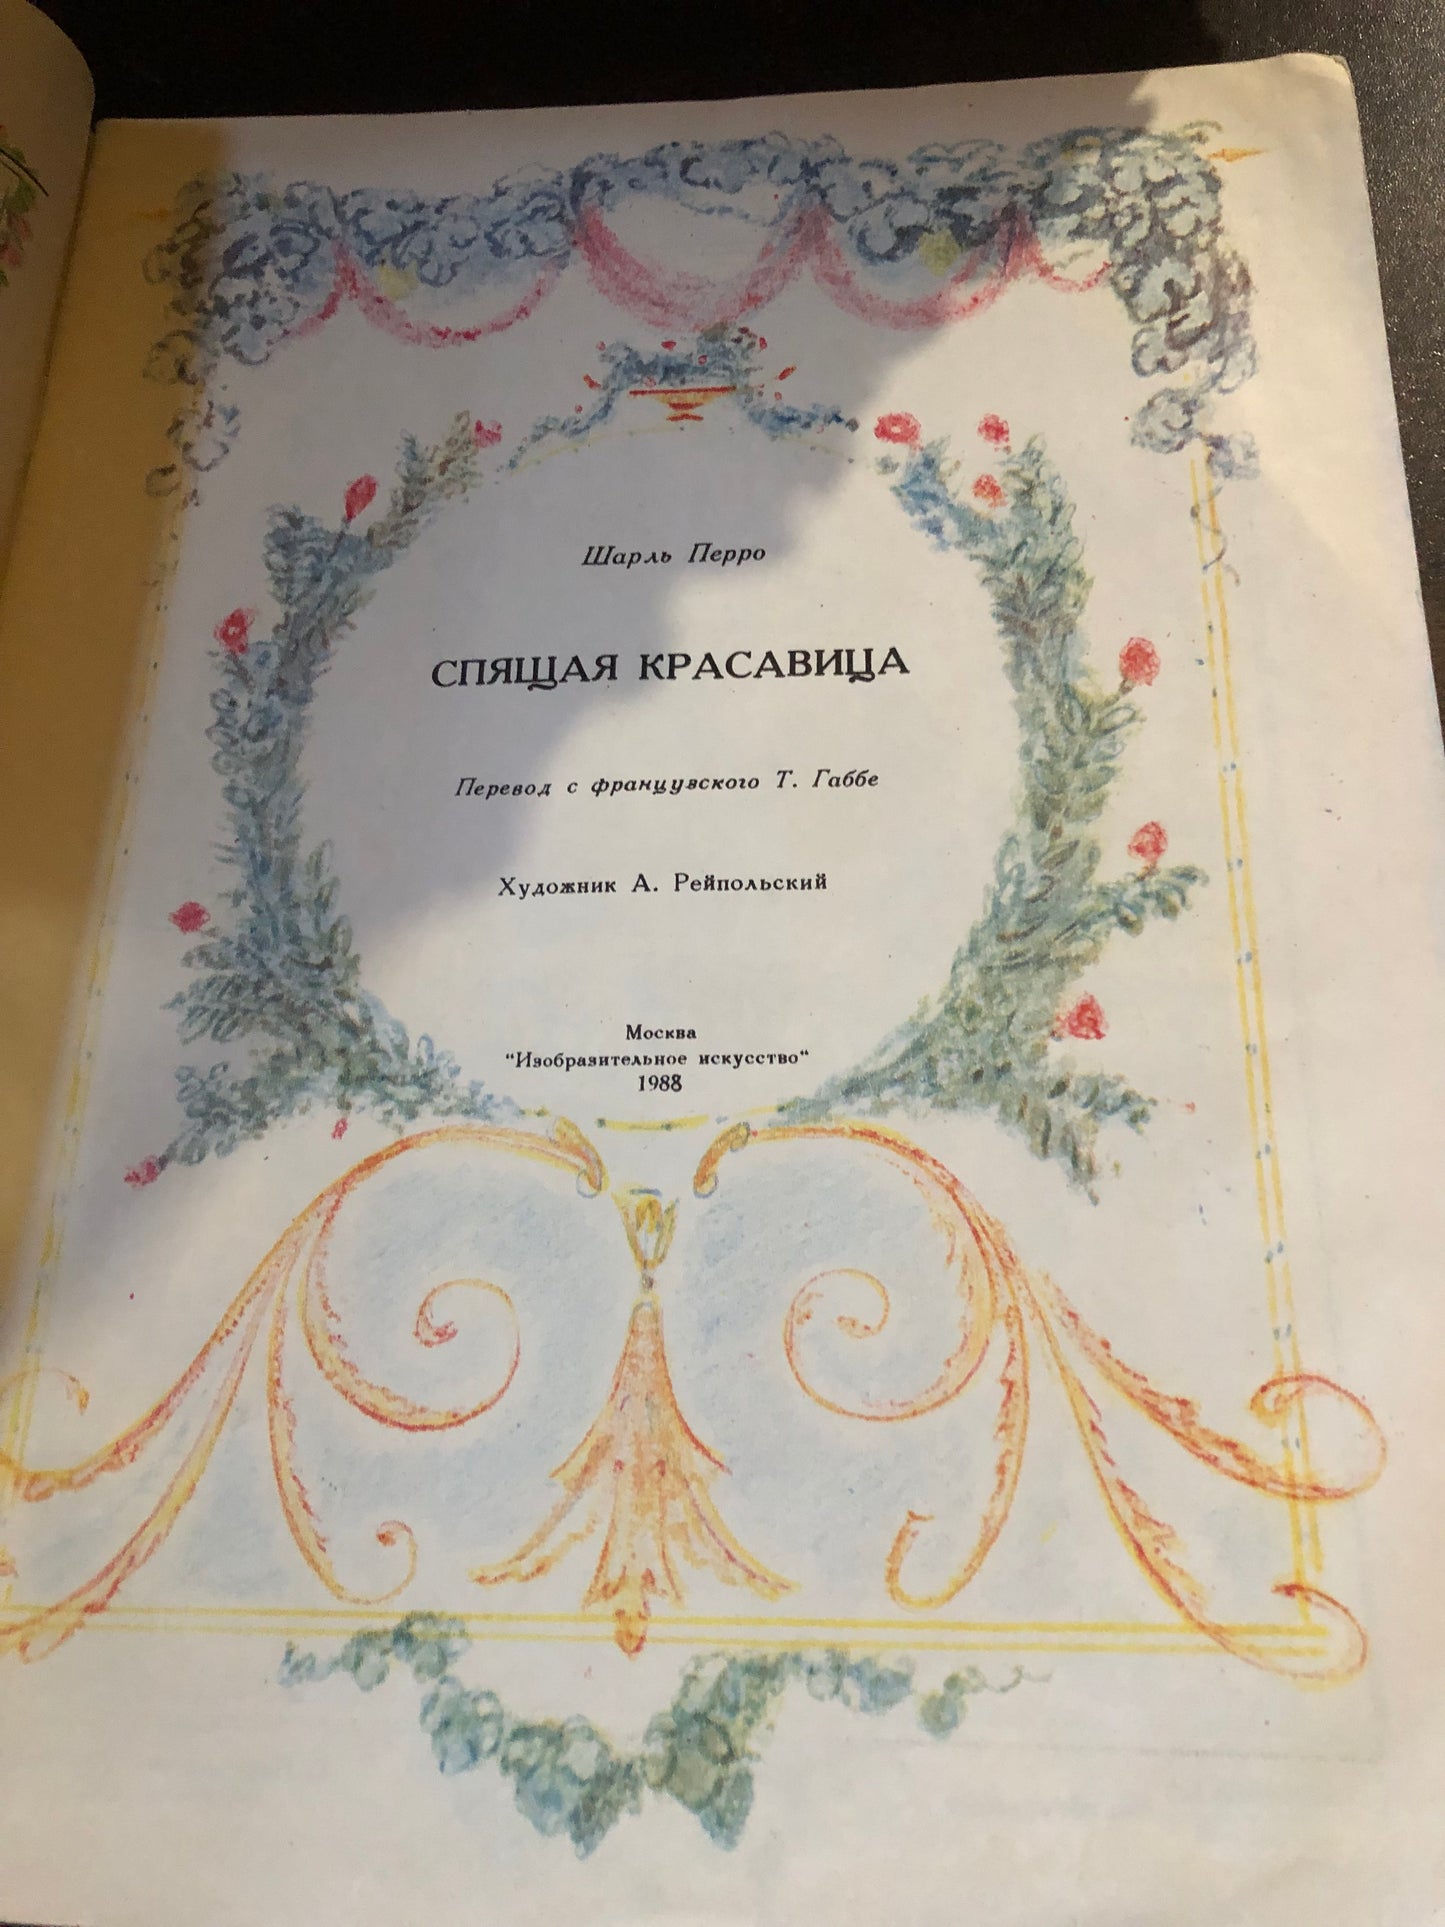 Шарль Перро
СПЯЩАЯ КРАСАВИЦА
Перевод с французского Т. Габбе
Художник А. Рейпольский
Москва
"Изобразительное искусство"
1988